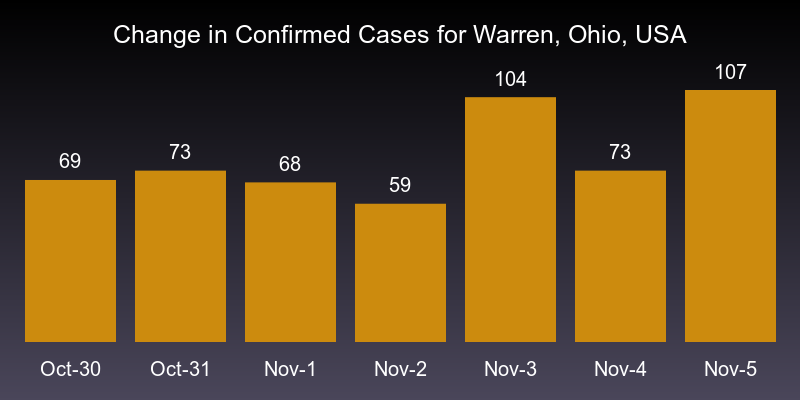 Change in Confirmed Cases for Warren, Ohio, USA
69
73
68
59
104
73
107
Oct-30
Oct-31
Nov-1
Nov-2
Nov-3
Nov-4
Nov-5